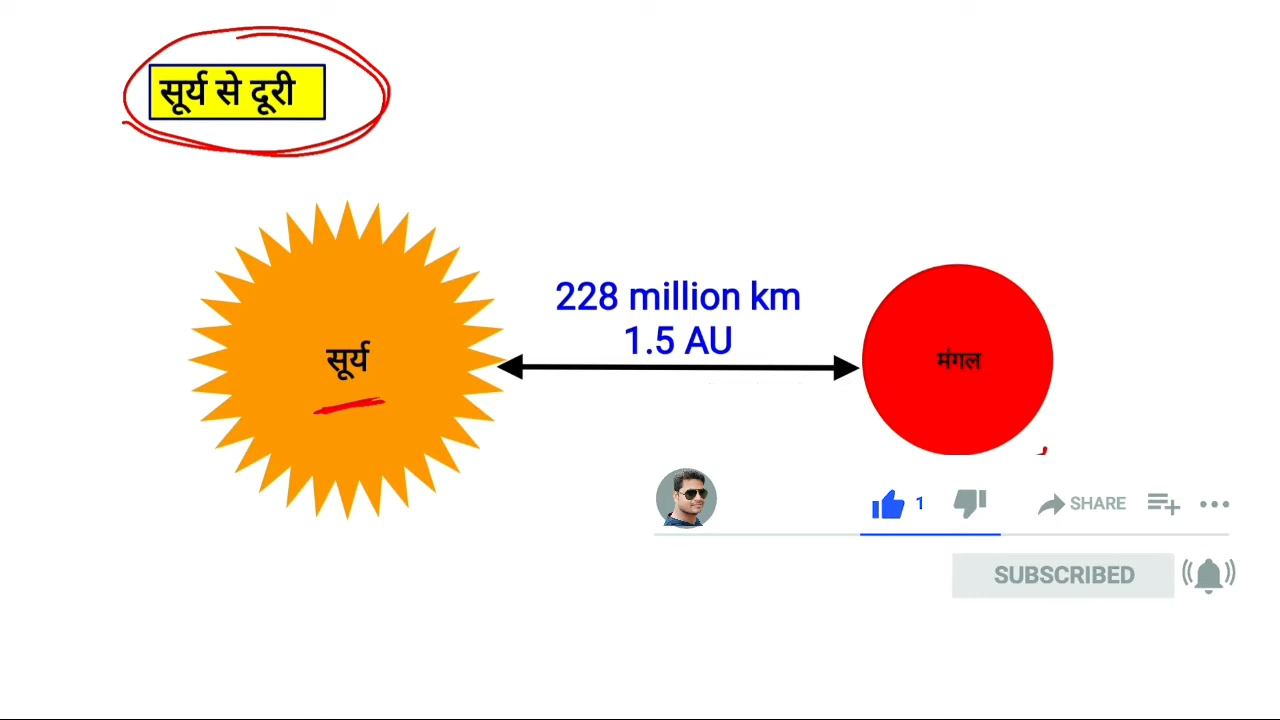 सूर्य से दूरी
228 million km
1.5 AU
सूर्य
मंगल
1
SHARE
SUBSCRIBED